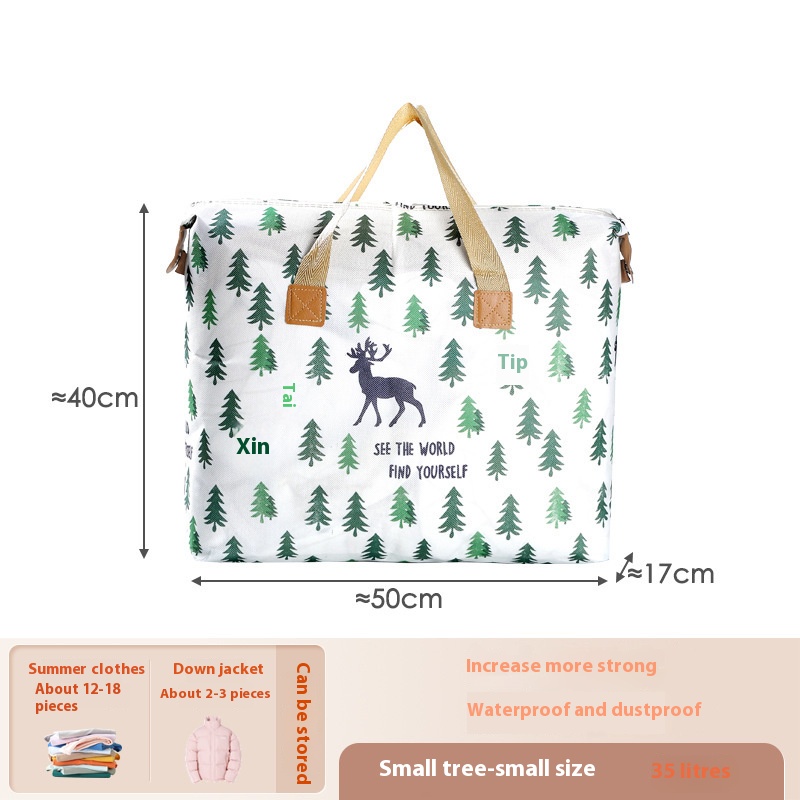 ≈40cm
Tip
Tai
Xin
SEE THE WORLD
FIND YOURSELF
≈17cm
≈50cm
Summer clothes
About 12-18
pieces
Down jacket
About 2-3 pieces
Can be stored
Increase more strong
Waterproof and dustproof
Small tree-small size
35 litres